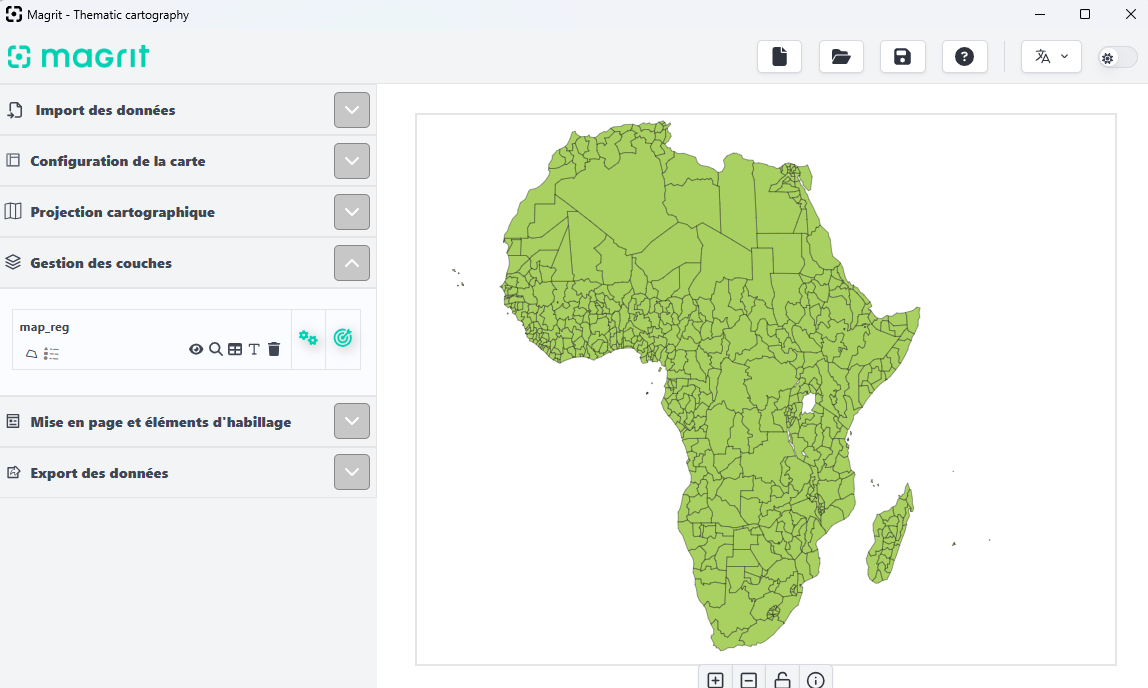 Magrit - Thematic cartography
magrit
Import des données
Configuration de la carte
Projection cartographique
Gestion des couches
map_reg
Mise en page et éléments d'habillage
Export des données